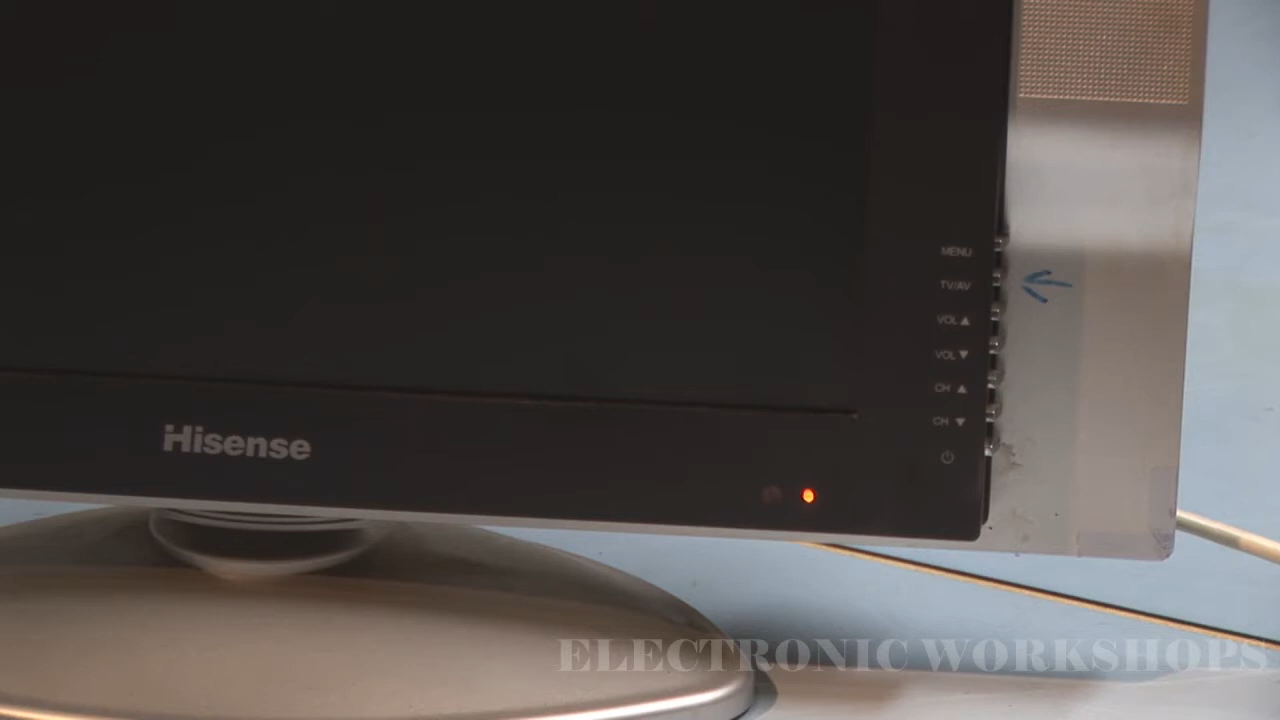 MENU
TV/AV
VOL ▲
VOL ▼
CH ▲
CH ▼
Hisense
ELECTRONIC WORKSHOPS